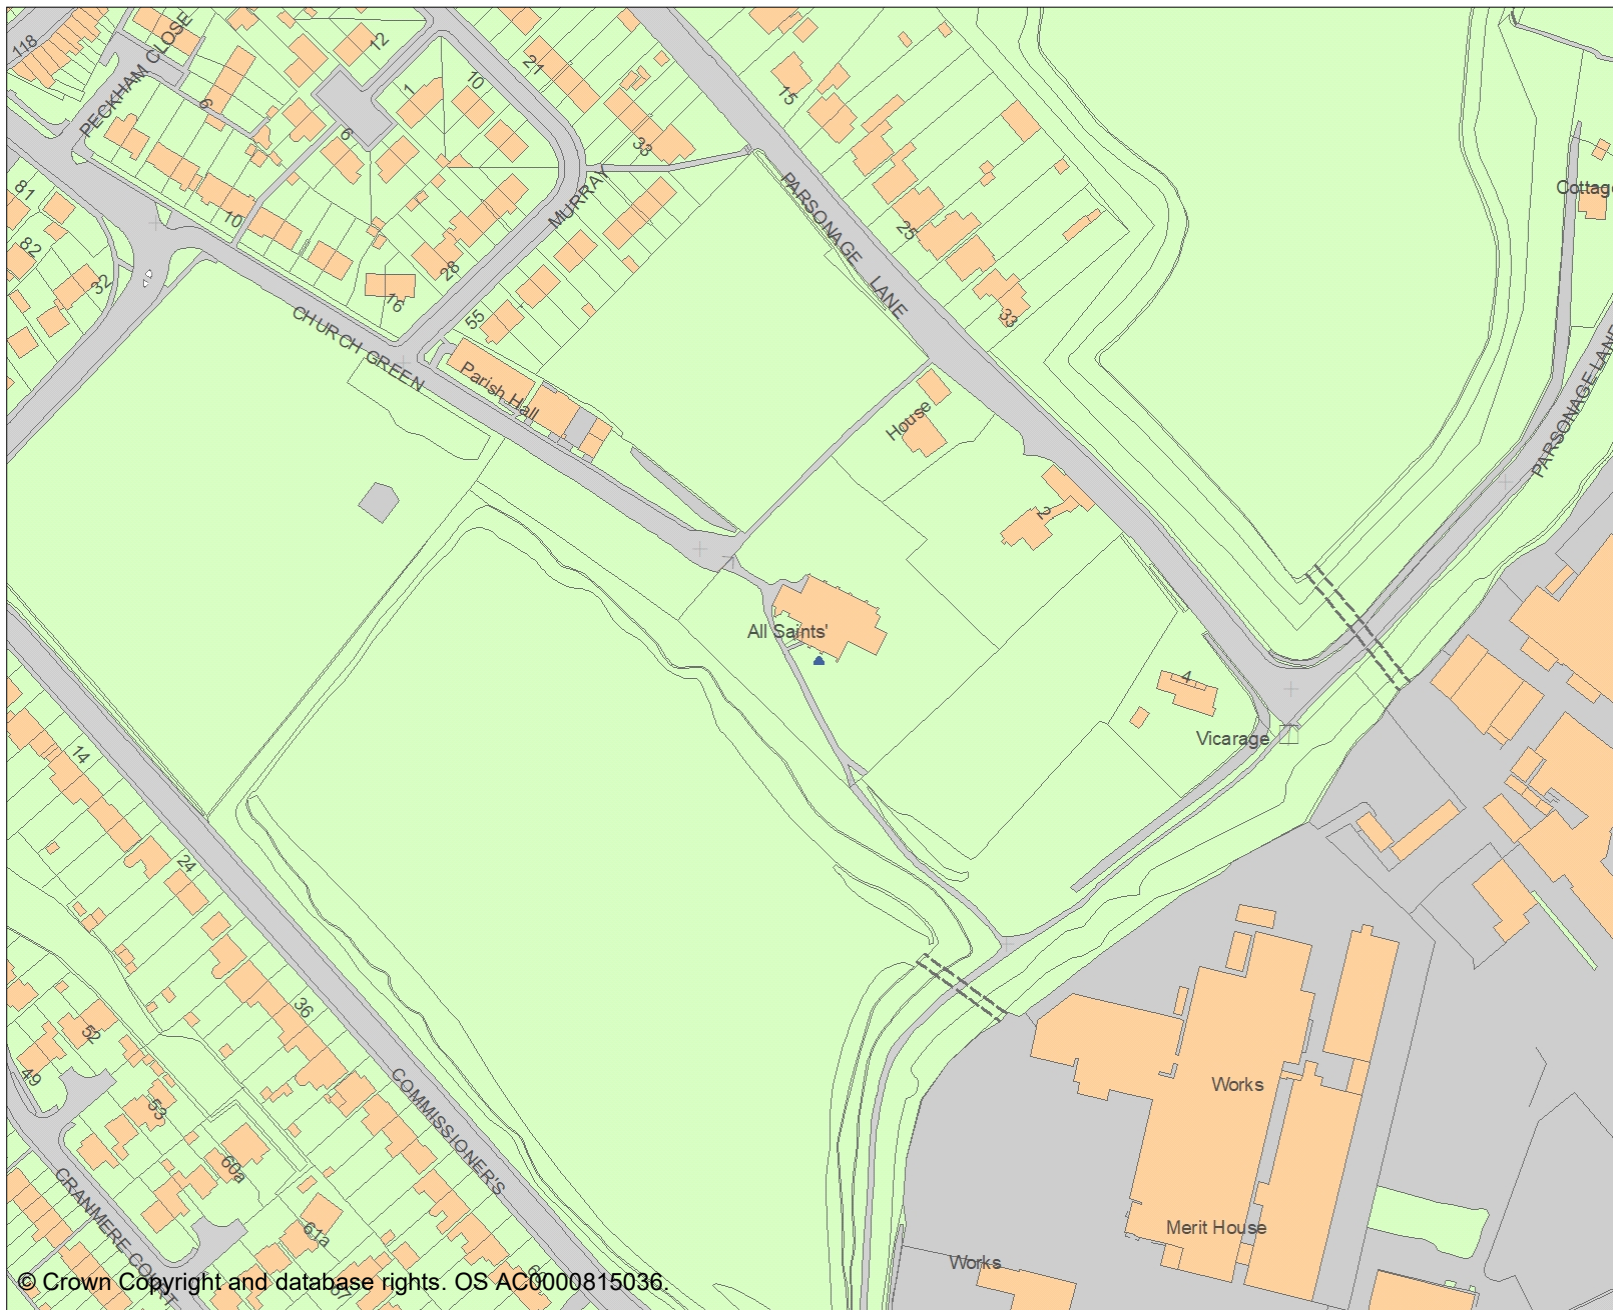 118
PECKHAM CLOSE
12
6
6
1
10
21
33
15
PARSONAGE LANE
25
33
MURRAY
10
81
82
32
16
28
55
CHURCH GREEN
Parish Hall
House
2
Cottage
PARSONAGE LANE
All Saints'
4
Vicarage
14
24
36
52
49
53
60a
61a
COMMISSIONER'S
CRANMERE COURT
Works
Merit House
Works
© Crown Copyright and database rights. OS AC0000815036.